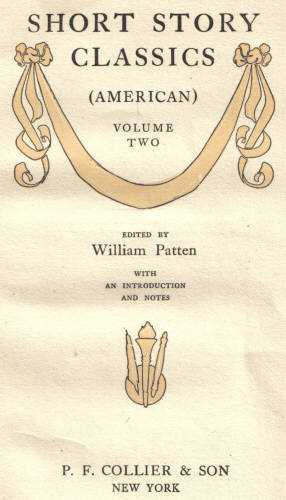 SHORT STORY
CLASSICS
(AMERICAN)
VOLUME
TWO
EDITED BY
William Patten
WITH
AN INTRODUCTION
AND NOTES
P. F. COLLIER & SON
NEW YORK